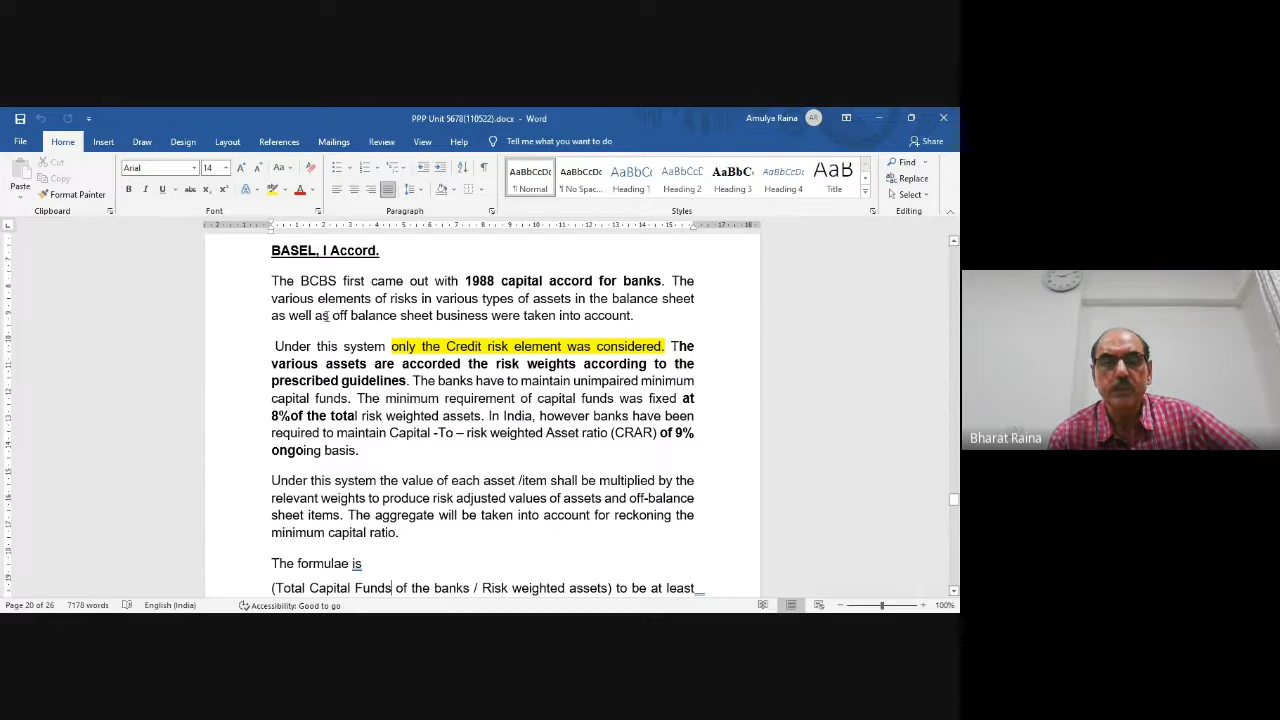 PPP Unit 5678(110522).docx - Word
Amulya Raina AR
File Home Insert Draw Design Layout References Mailings Review View Help Tell me what you want to do Share
Paste Cut Copy Format Painter Clipboard
Arial 14 Font
Paragraph
AaBbCcDc ¶ Normal AaBbCcDc ¶ No Spac... AaBbCc Heading 1 AaBbCcD Heading 2 AaBbC Heading 3 AaBbCcDc Heading 4 AaB Title Styles
Find Replace Select Editing
BASEL, I Accord.
The BCBS first came out with 1988 capital accord for banks. The
various elements of risks in various types of assets in the balance sheet
as well as off balance sheet business were taken into account.
Under this system only the Credit risk element was considered. The
various assets are accorded the risk weights according to the
prescribed guidelines. The banks have to maintain unimpaired minimum
capital funds. The minimum requirement of capital funds was fixed at
8%of the total risk weighted assets. In India, however banks have been
required to maintain Capital -To – risk weighted Asset ratio (CRAR) of 9%
ongoing basis.
Under this system the value of each asset /item shall be multiplied by the
relevant weights to produce risk adjusted values of assets and off-balance
sheet items. The aggregate will be taken into account for reckoning the
minimum capital ratio.
The formulae is
(Total Capital Funds of the banks / Risk weighted assets) to be at least
Page 20 of 26 7178 words English (India) Accessibility: Good to go 100%
Bharat Raina